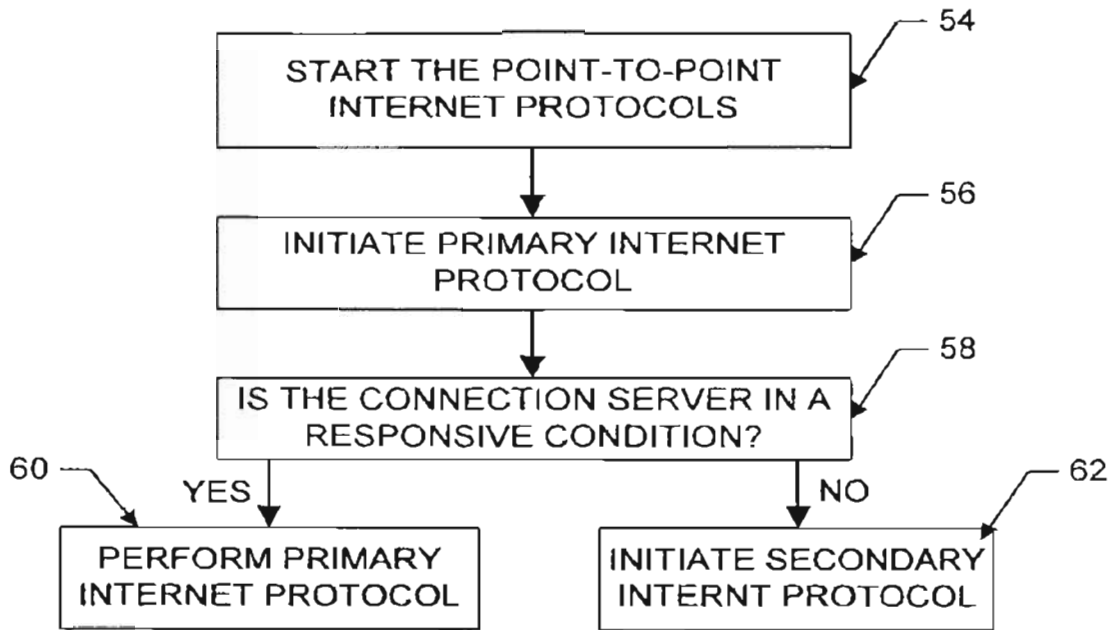 54
START THE POINT-TO-POINT
INTERNET PROTOCOLS
56
INITIATE PRIMARY INTERNET
PROTOCOL
58
IS THE CONNECTION SERVER IN A
RESPONSIVE CONDITION?
60
YES
NO
62
PERFORM PRIMARY
INTERNET PROTOCOL
INITIATE SECONDARY
INTERNT PROTOCOL